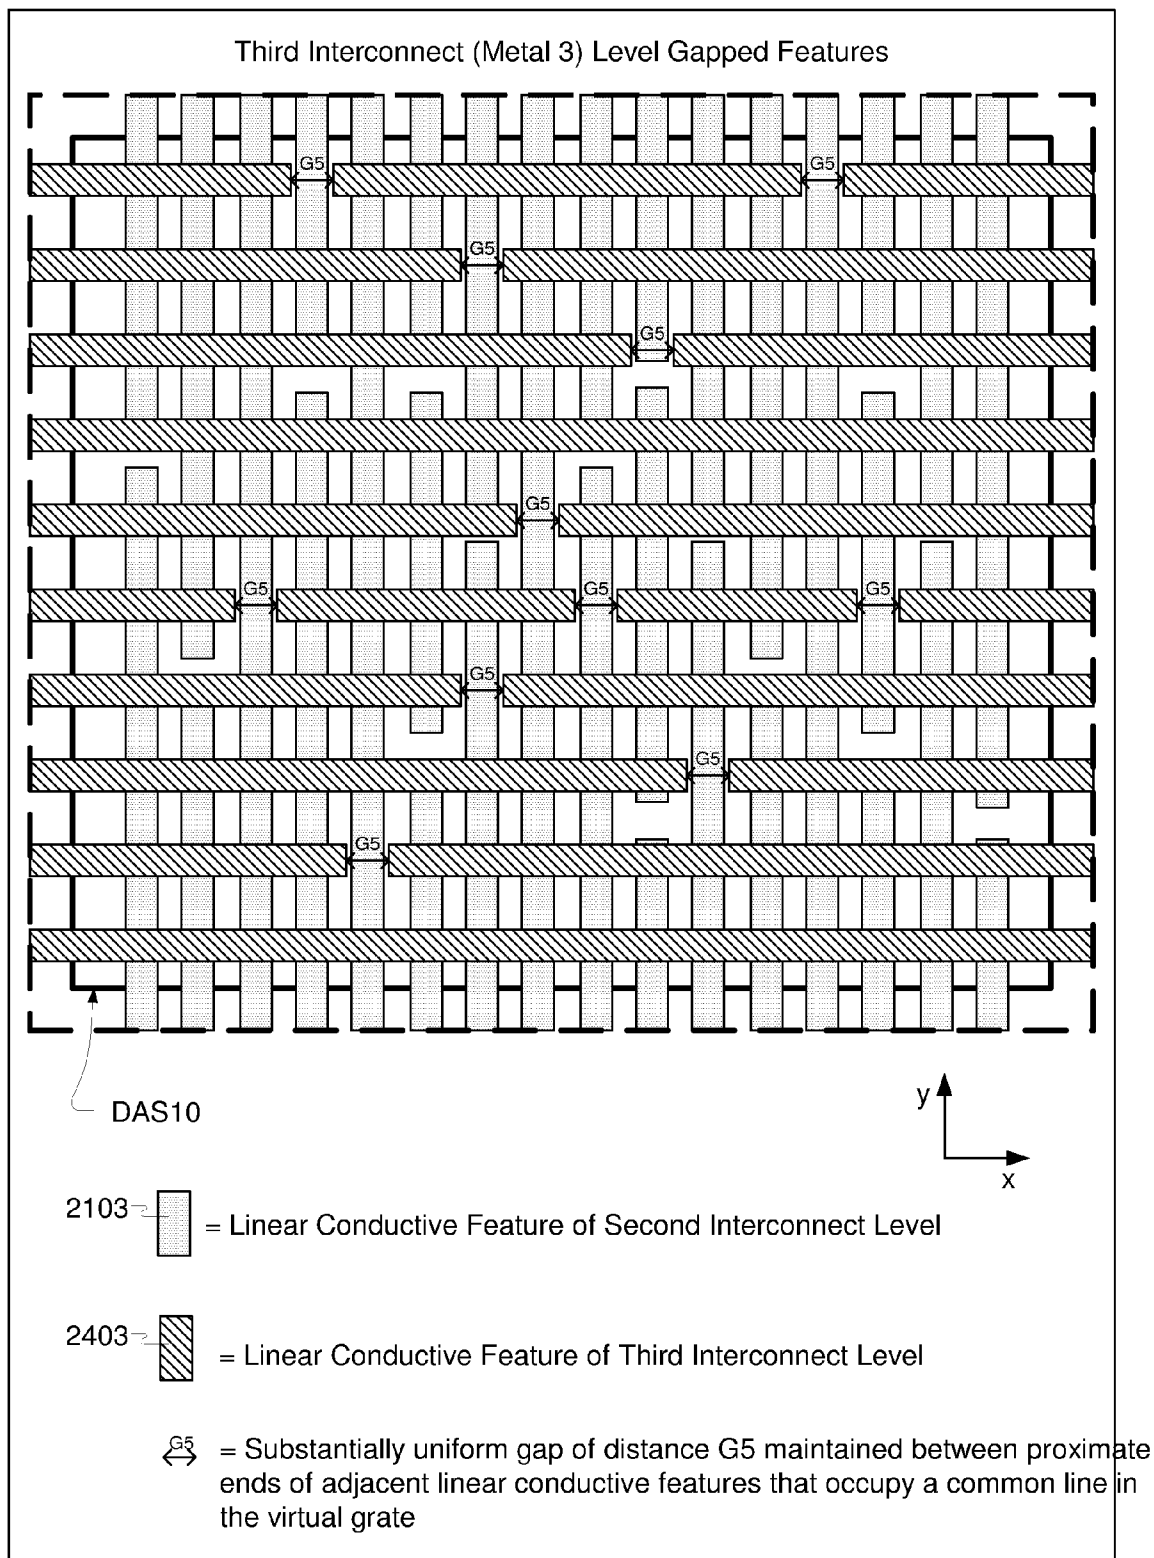 Third Interconnect (Metal 3) Level Gapped Features
G5 G5
G5
G5
G5
G5 G5 G5
G5
G5
G5
DAS10
y
x
2103 = Linear Conductive Feature of Second Interconnect Level
2403 = Linear Conductive Feature of Third Interconnect Level
G5 = Substantially uniform gap of distance G5 maintained between proximate
ends of adjacent linear conductive features that occupy a common line in
the virtual grate